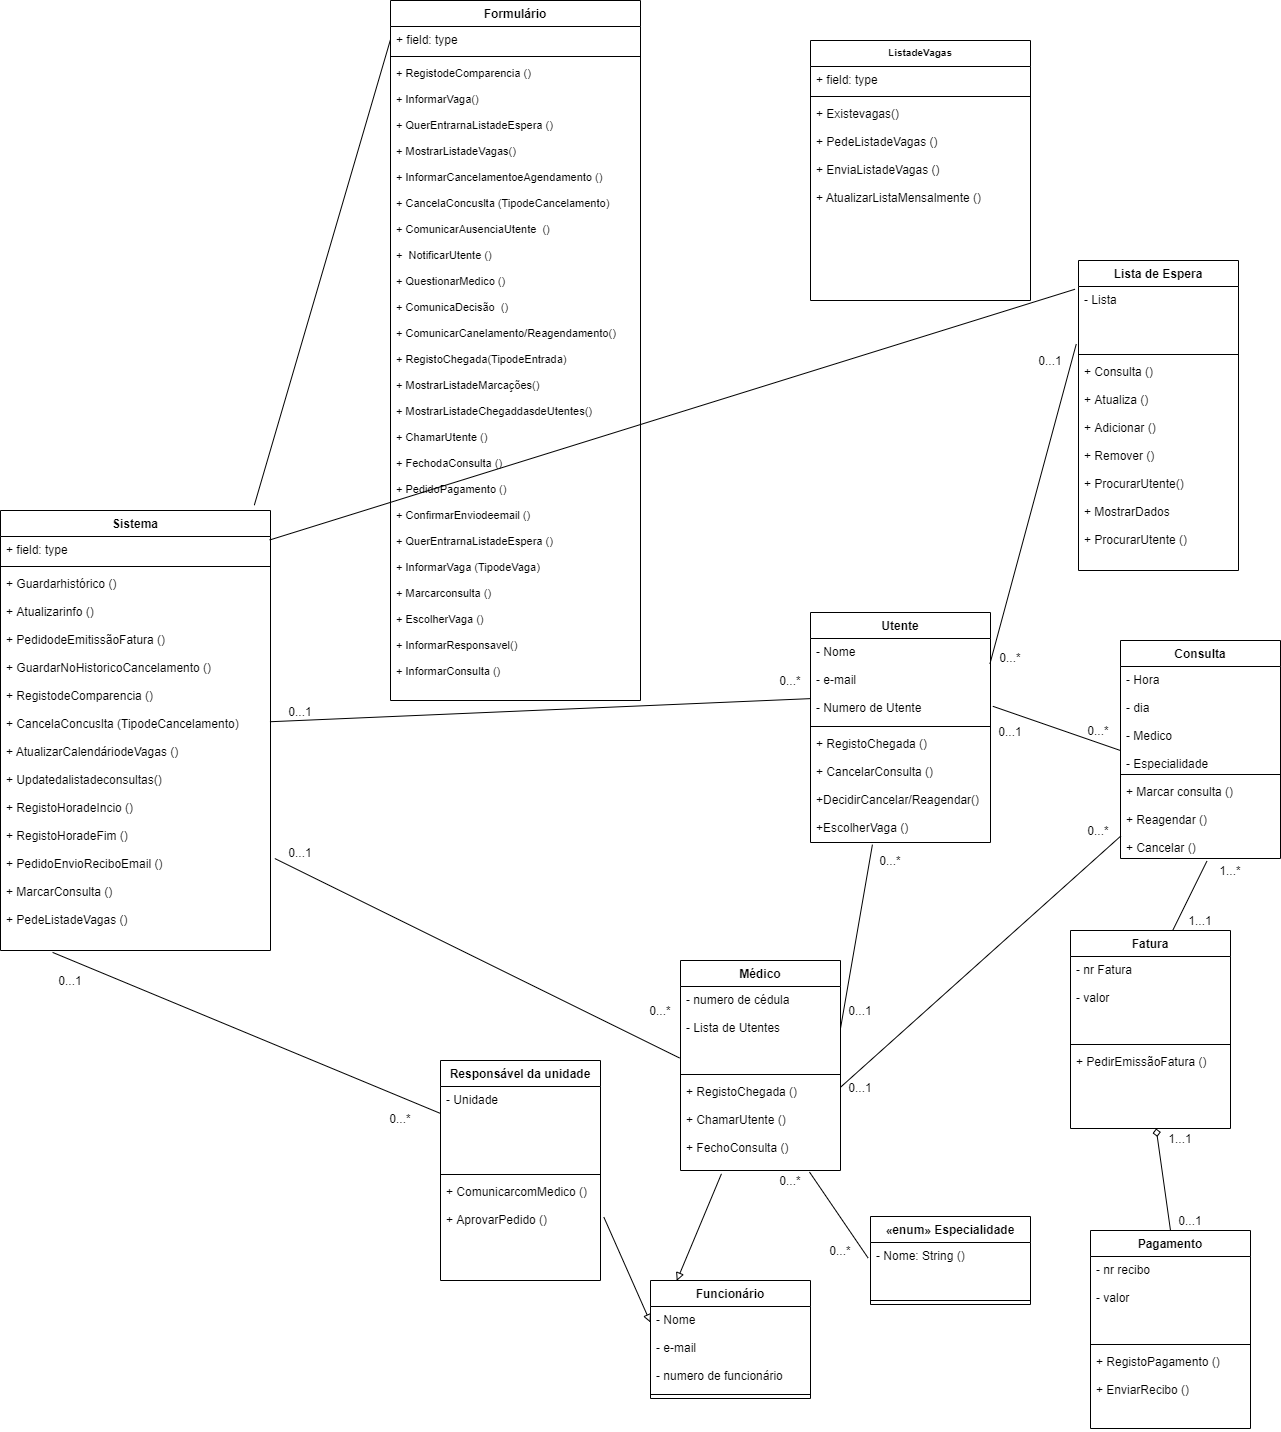 Formulário
+ field: type
+ RegistodeComparencia ()
+ InformarVaga()
+ QuerEntrarnaListadeEspera ()
+ MostrarListadeVagas()
+ InformarCancelamentoeAgendamento ()
+ CancelaConcuslta (TipodeCancelamento)
+ ComunicarAusenciaUtente  ()
+  NotificarUtente ()
+ QuestionarMedico ()
+ ComunicaDecisão  ()
+ ComunicarCanelamento/Reagendamento()
+ RegistoChegada(TipodeEntrada)
+ MostrarListadeMarcações()
+ MostrarListadeChegaddasdeUtentes()
+ ChamarUtente ()
+ FechodaConsulta ()
+ PedidoPagamento ()
+ ConfirmarEnviodeemail ()
+ QuerEntrarnaListadeEspera ()
+ InformarVaga (TipodeVaga)
+ Marcarconsulta ()
+ EscolherVaga ()
+ InformarResponsavel()
+ InformarConsulta ()
ListadeVagas
+ field: type
+ Existevagas()
+ PedeListadeVagas ()
+ EnviaListadeVagas ()
+ AtualizarListaMensalmente ()
Lista de Espera
- Lista
+ Consulta ()
+ Atualiza ()
+ Adicionar ()
+ Remover ()
+ ProcurarUtente()
+ MostrarDados
+ ProcurarUtente ()
0...1
0...*
Sistema
+ field: type
+ Guardarhistórico ()
+ Atualizarinfo ()
+ PedidodeEmitissãoFatura ()
+ GuardarNoHistoricoCancelamento ()
+ RegistodeComparencia ()
+ CancelaConcuslta (TipodeCancelamento)
+ AtualizarCalendáriodeVagas ()
+ Updatedalistadeconsultas()
+ RegistoHoradeIncio ()
+ RegistoHoradeFim ()
+ PedidoEnvioReciboEmail ()
+ MarcarConsulta ()
+ PedeListadeVagas ()
0...1
0...*
0...1
0...*
0...1
0...*
Utente
- Nome
- e-mail
- Numero de Utente
+ RegistoChegada ()
+ CancelarConsulta ()
+DecidirCancelar/Reagendar()
+EscolherVaga ()
0...1
0...*
Consulta
- Hora
- dia
- Medico
- Especialidade
+ Marcar consulta ()
+ Reagendar ()
+ Cancelar ()
0...*
0...*
0...1
0...1
1...*
1...1
Fatura
- nr Fatura
- valor
+ PedirEmissãoFatura ()
1...1
0...1
Médico
- numero de cédula
- Lista de Utentes
+ RegistoChegada ()
+ ChamarUtente ()
+ FechoConsulta ()
0...*
0...*
Responsável da unidade
- Unidade
+ ComunicarcomMedico ()
+ AprovarPedido ()
«enum» Especialidade
- Nome: String ()
Pagamento
- nr recibo
- valor
+ RegistoPagamento ()
+ EnviarRecibo ()
Funcionário
- Nome
- e-mail
- numero de funcionário